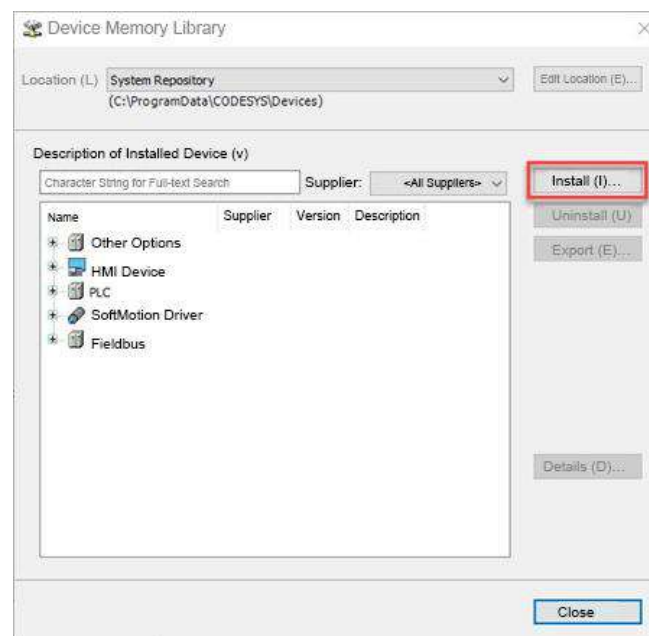 Device Memory Library
Location (L) System Repository Edit Location (E)...
(C:\ProgramData\CODESYS\Devices)
Description of Installed Device (v)
Character String for Full-text Search Supplier: <All Suppliers> Install (I)...
Name Supplier Version Description Uninstall (U)
Other Options Export (E)...
HMI Device
PLC
SoftMotion Driver
Fieldbus
Details (D)...
Close